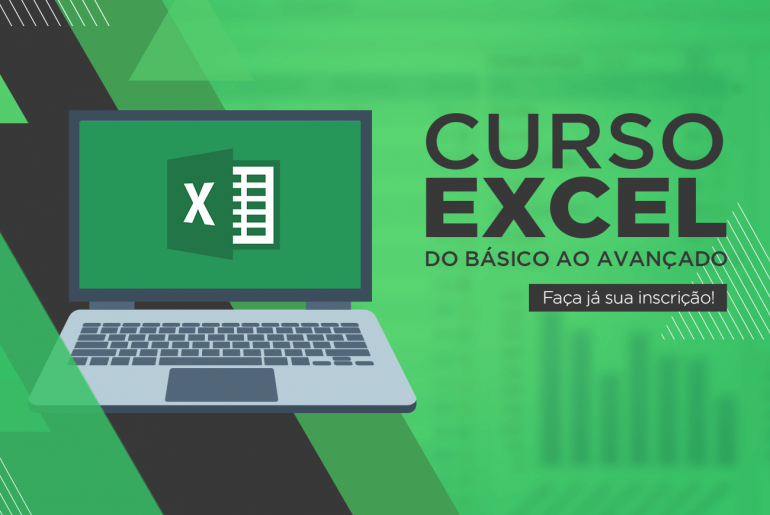 X
CURSO
EXCEL
DO BÁSICO AO AVANÇADO
Faça já sua inscrição!